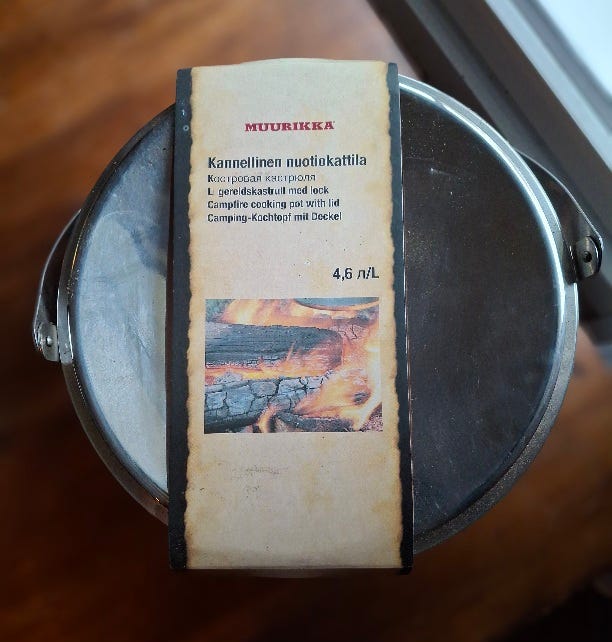 MUURIKKA
Kannellinen nuotiokattila
Костровая кастрюля
Lägereldskastrull med lock
Campfire cooking pot with lid
Camping-Kochtopf mit Deckel
4,6 л/L